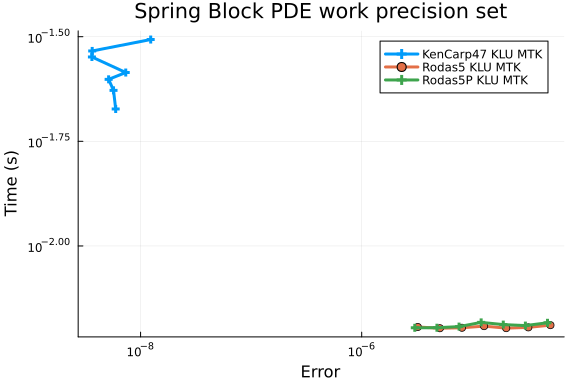 Spring Block PDE work precision set
Time (s)
10^-1.50
10^-1.75
10^-2.00
KenCarp47 KLU MTK
Rodas5 KLU MTK
Rodas5P KLU MTK
10^-8
10^-6
Error